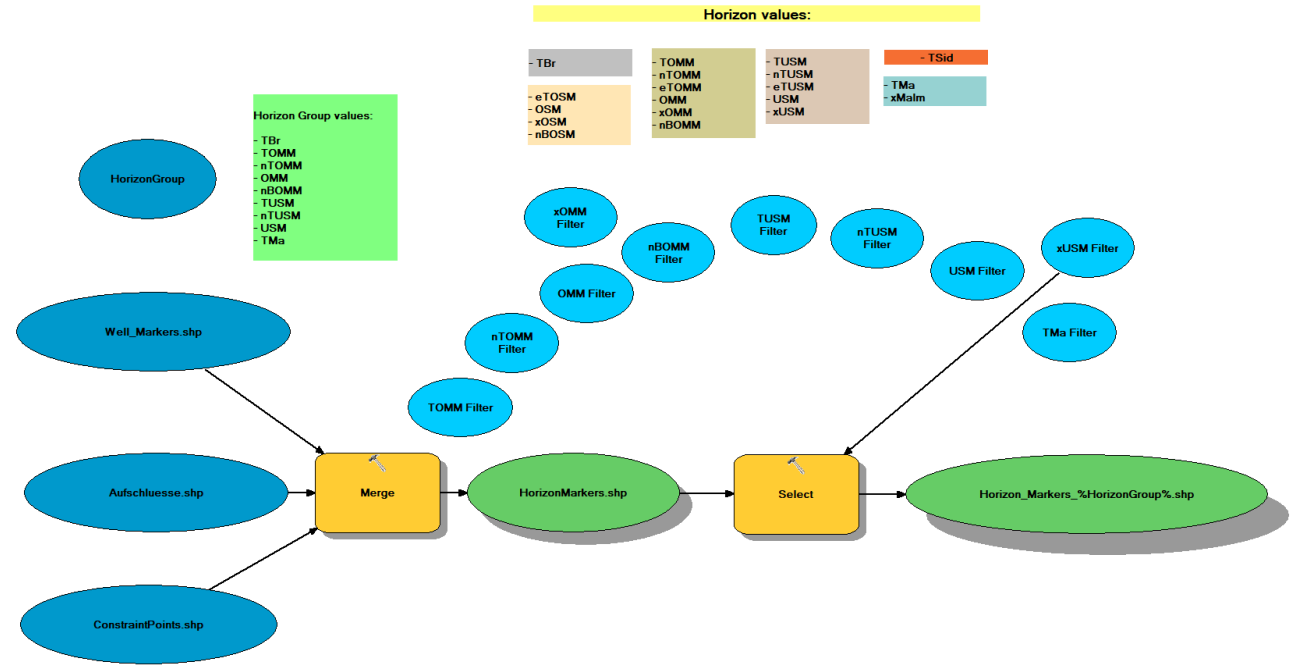 Horizon values:
- TBr
- eTOSM
- OSM
- xOSM
- nBOSM
- TOMM
- nTOMM
- eTOMM
- OMM
- xOMM
- nBOMM
- TUSM
- nTUSM
- eTUSM
- USM
- xUSM
- TSid
- TMa
- xMalm
HorizonGroup
Horizon Group values:
- TBr
- TOMM
- nTOMM
- OMM
- nBOMM
- TUSM
- nTUSM
- USM
- TMa
xOMM
Filter
nBOMM
Filter
TUSM
Filter
nTUSM
Filter
USM Filter
xUSM Filter
OMM Filter
nTOMM
Filter
TMa Filter
TOMM Filter
Well_Markers.shp
Aufschluesse.shp
ConstraintPoints.shp
Merge
HorizonMarkers.shp
Select
Horizon_Markers_%HorizonGroup%.shp